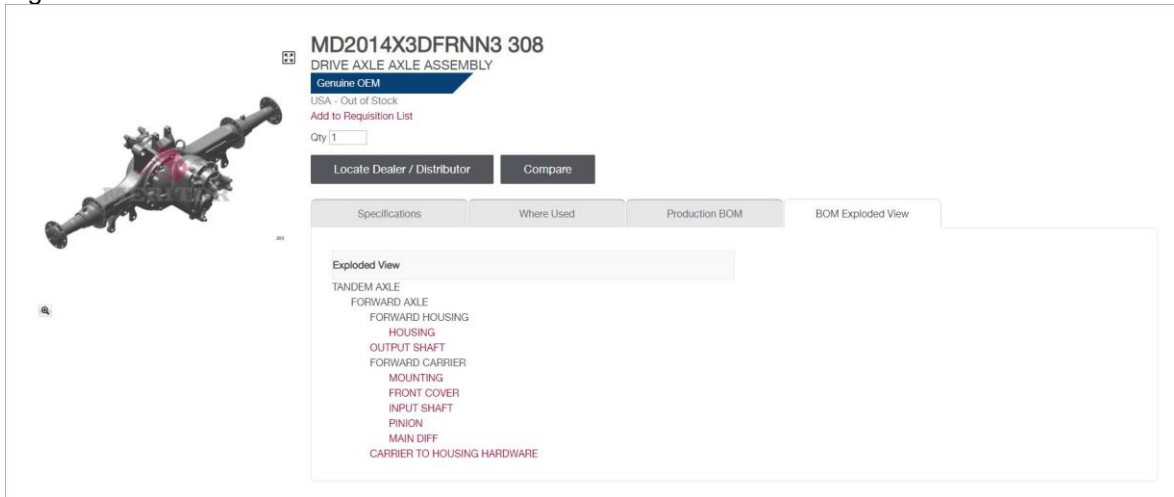 MD2014X3DFRNN3 308
DRIVE AXLE AXLE ASSEMBLY
Genuine OEM
USA - Out of Stock
Add to Requisition List
Qty 1
Locate Dealer / Distributor
Compare
MERITOR
Specifications
Where Used
Production BOM
BOM Exploded View
Exploded View
TANDEM AXLE
FORWARD AXLE
FORWARD HOUSING
HOUSING
OUTPUT SHAFT
FORWARD CARRIER
MOUNTING
FRONT COVER
INPUT SHAFT
PINION
MAIN DIFF
CARRIER TO HOUSING HARDWARE